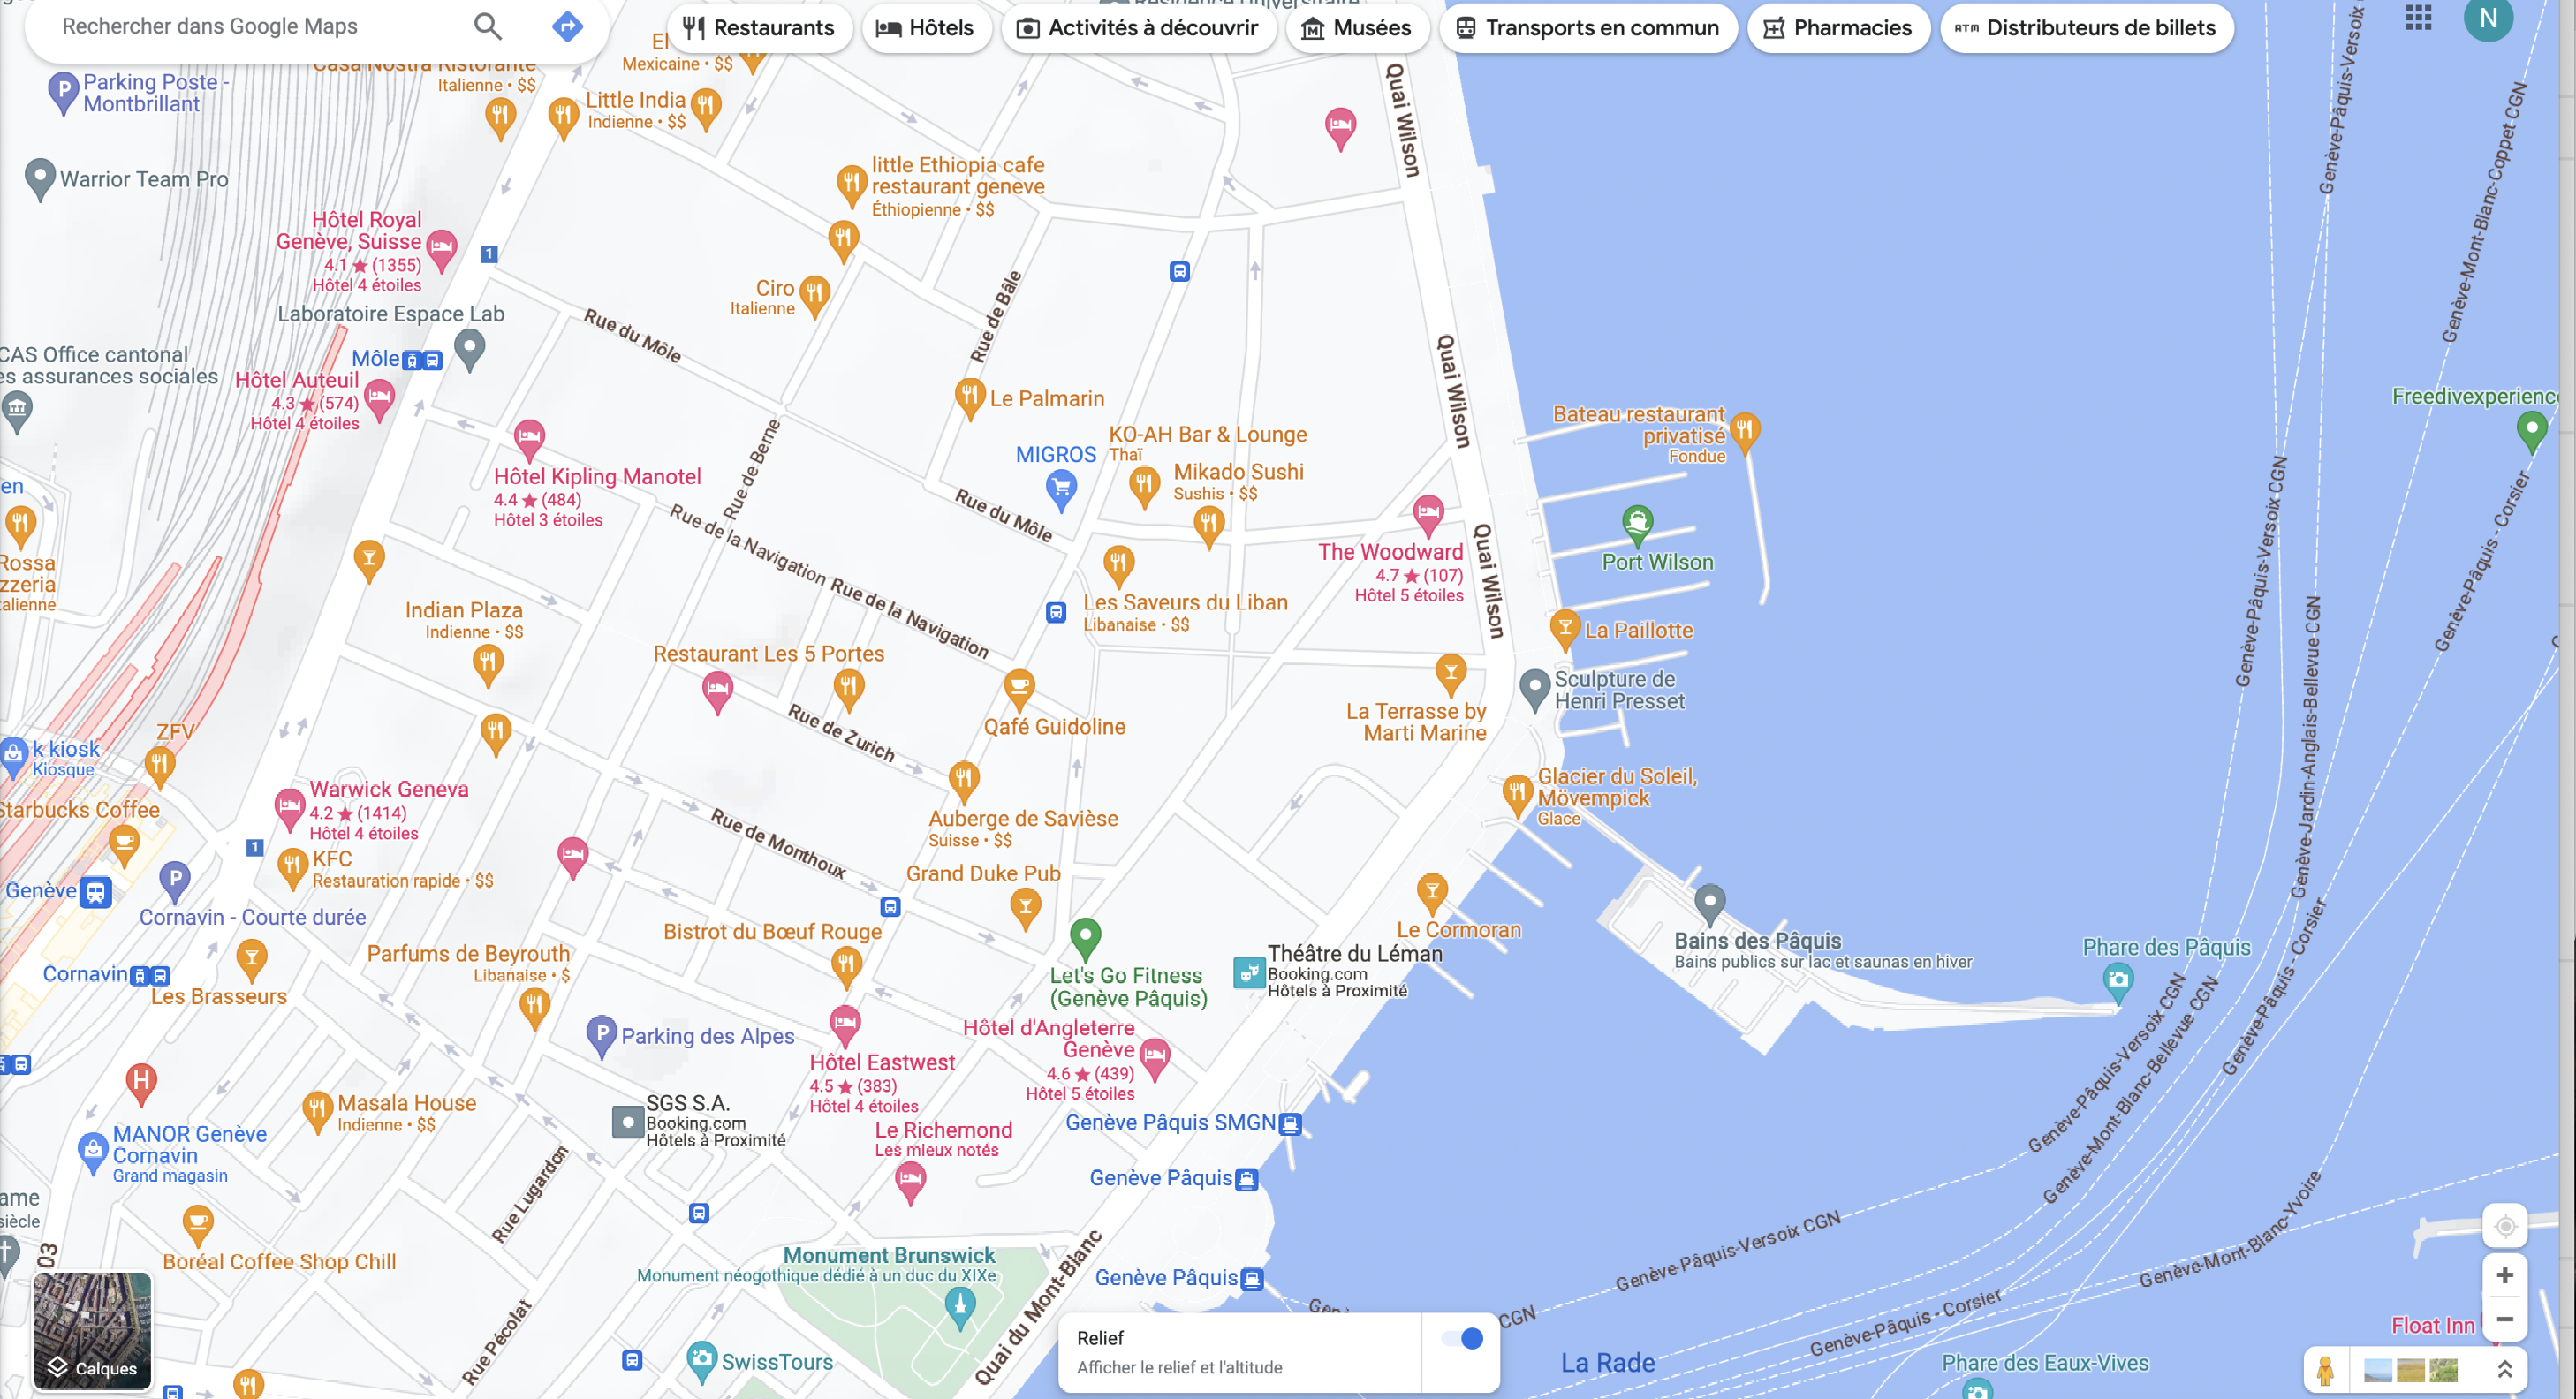 Rechercher dans Google Maps
Restaurants
Hôtels
Activités à découvrir
Musées
Transports en commun
Pharmacies
ATM
Distributeurs de billets
N
Résidence Universitaire
El
Mexicaine • $$
Casa Nostra Ristorante
Italienne • $$
Parking Poste -
Montbrillant
Little India
Indienne • $$
Warrior Team Pro
little Ethiopia cafe
restaurant geneve
Éthiopienne • $$
Quai Wilson
Hôtel Royal
Genève, Suisse
4.1 ★ (1355)
Hôtel 4 étoiles
1
Ciro
Italienne
Rue de Bâle
Rue du Môle
Laboratoire Espace Lab
Môle
CAS Office cantonal
es assurances sociales
Hôtel Auteuil
4.3 ★ (574)
Hôtel 4 étoiles
Le Palmarin
Quai Wilson
Bateau restaurant
privatisé
Fondue
Freedivexperience
Hôtel Kipling Manotel
4.4 ★ (484)
Hôtel 3 étoiles
Rue de Berne
MIGROS
KO-AH Bar & Lounge
Thaï
Mikado Sushi
Sushis • $$
Rue du Môle
Rue de la Navigation
Rue de la Navigation
The Woodward
4.7 ★ (107)
Hôtel 5 étoiles
Quai Wilson
Port Wilson
en
Rossa
zzeria
talienne
Indian Plaza
Indienne • $$
Les Saveurs du Liban
Libanaise • $$
La Paillotte
Restaurant Les 5 Portes
Sculpture de
Henri Presset
Rue de Zurich
Qafé Guidoline
La Terrasse by
Marti Marine
ZFV
k kiosk
Kiosque
Glacier du Soleil,
Mövempick
Glace
Starbucks Coffee
Warwick Geneva
4.2 ★ (1414)
Hôtel 4 étoiles
1
Rue de Monthoux
Auberge de Savièse
Suisse • $$
KFC
Restauration rapide • $$
Grand Duke Pub
Genève
P
Cornavin - Courte durée
Bistrot du Bœuf Rouge
Le Cormoran
Bains des Pâquis
Bains publics sur lac et saunas en hiver
Phare des Pâquis
Parfums de Beyrouth
Libanaise • $
Cornavin
Les Brasseurs
Let's Go Fitness
(Genève Pâquis)
Théâtre du Léman
Booking.com
Hôtels à Proximité
P
Parking des Alpes
Hôtel Eastwest
4.5 ★ (383)
Hôtel 4 étoiles
Hôtel d'Angleterre
Genève
4.6 ★ (439)
Hôtel 5 étoiles
H
Masala House
Indienne • $$
SGS S.A.
Booking.com
Hôtels à Proximité
Genève Pâquis SMGN
Le Richemond
Les mieux notés
MANOR Genève
Cornavin
Grand magasin
Genève Pâquis
Rue Lugardon
ame
siècle
03
Boréal Coffee Shop Chill
Monument Brunswick
Monument néogothique dédié à un duc du XIXe
Genève Pâquis
Quai du Mont-Blanc
Rue Pécolat
SwissTours
Calques
Relief
Afficher le relief et l'altitude
La Rade
Phare des Eaux-Vives
Float Inn
Genève-Pâquis-Versoix
Genève-Mont-Blanc-Coppet CGN
Genève-Pâquis-Versoix CGN
Genève-Pâquis - Corsier
Genève-Jardin-Anglais-Bellevue CGN
Genève-Pâquis - Corsier
Genève-Pâquis-Versoix CGN
Genève-Mont-Blanc-Bellevue CGN
Genève-Pâquis-Versoix CGN
Genève-Mont-Blanc-Yvoire
Genève-Pâquis - Corsier
CGN